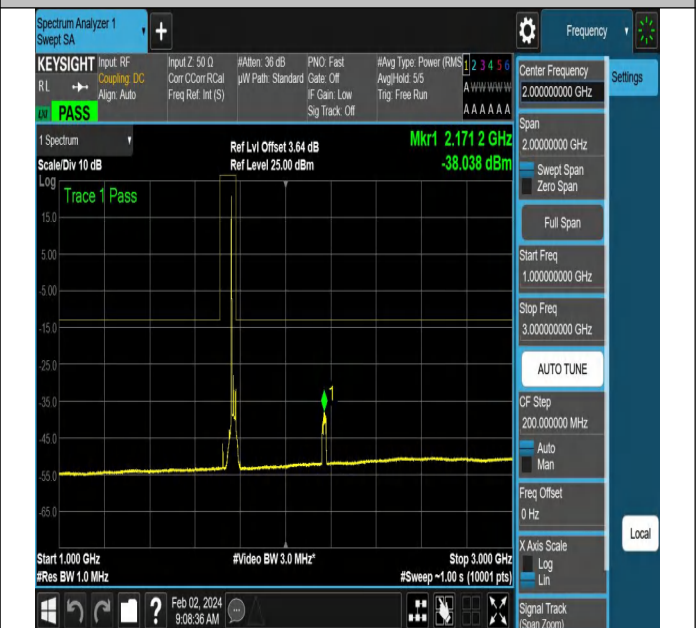 Spectrum Analyzer 1
Swept SA
+
Frequency
KEYSIGHT
RL
Input: RF
Coupling: DC
Align: Auto
Input Z: 50 Ω
Corr CCorr RCal
Freq Ref: Int (S)
#Atten: 36 dB
µW Path: Standard
PNO: Fast
Gate: Off
IF Gain: Low
Sig Track: Off
#Avg Type: Power (RMS
Avg|Hold: 5/5
Trig: Free Run
1 2 3 4 5 6
A W W W W W
A A A A A A
PASS
1 Spectrum
Scale/Div 10 dB
Log
Ref Lvl Offset 3.64 dB
Ref Level 25.00 dBm
Mkr1 2.171 2 GHz
-38.038 dBm
Trace 1 Pass
15.0
5.00
-5.00
-15.0
-25.0
-35.0
-45.0
-55.0
-65.0
1
Start 1.000 GHz
#Res BW 1.0 MHz
#Video BW 3.0 MHz*
Stop 3.000 GHz
#Sweep ~1.00 s (10001 pts)
Feb 02, 2024
9:08:36 AM
?
Center Frequency
2.000000000 GHz
Settings
Span
2.00000000 GHz
Swept Span
Zero Span
Full Span
Start Freq
1.000000000 GHz
Stop Freq
3.000000000 GHz
AUTO TUNE
CF Step
200.000000 MHz
Auto
Man
Freq Offset
0 Hz
Local
X Axis Scale
Log
Lin
Signal Track
(Span Zoom)